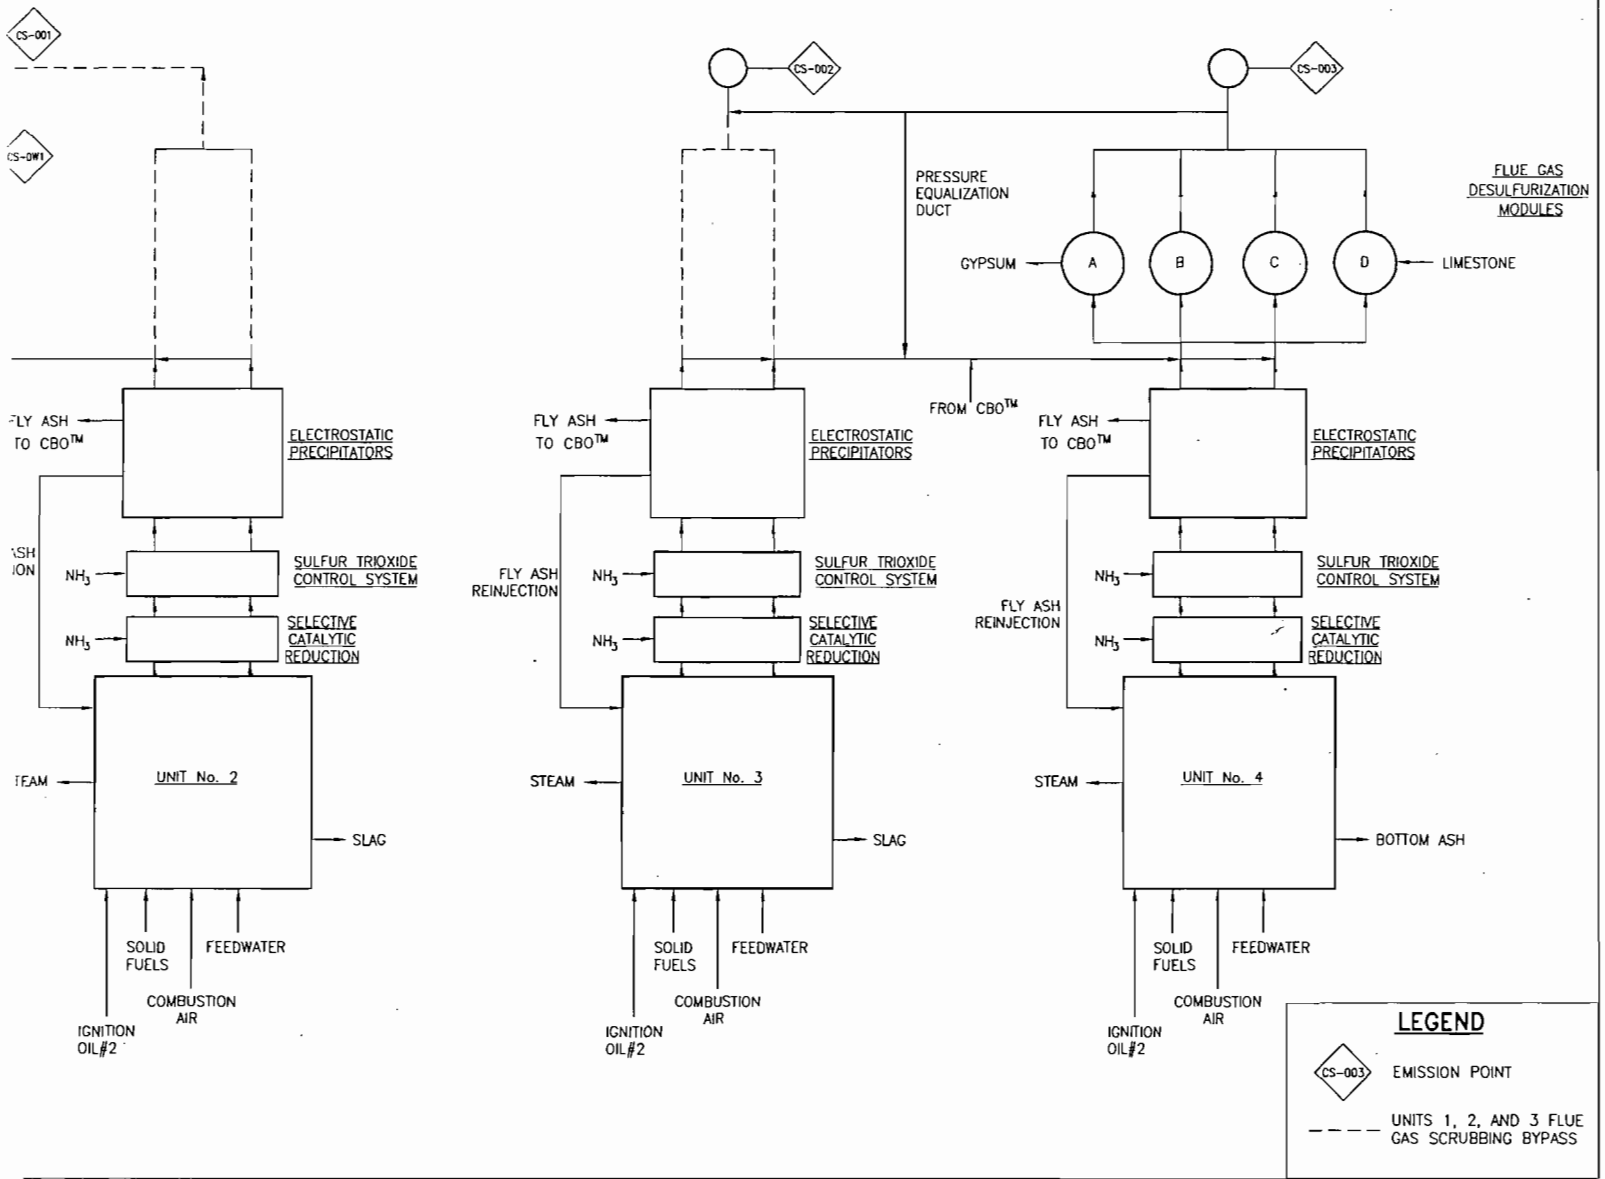 CS-001
CS-002
CS-003
CS-0W1
PRESSURE
EQUALIZATION
DUCT
FLUE GAS
DESULFURIZATION
MODULES
GYPSUM
A
B
C
D
LIMESTONE
FROM CBO™
FLY ASH
TO CBO™
ELECTROSTATIC
PRECIPITATORS
FLY ASH
TO CBO™
ELECTROSTATIC
PRECIPITATORS
FLY ASH
TO CBO™
ELECTROSTATIC
PRECIPITATORS
ASH
ION
NH₃
SULFUR TRIOXIDE
CONTROL SYSTEM
NH₃
SELECTIVE
CATALYTIC
REDUCTION
FLY ASH
REINJECTION
NH₃
SULFUR TRIOXIDE
CONTROL SYSTEM
NH₃
SELECTIVE
CATALYTIC
REDUCTION
FLY ASH
REINJECTION
NH₃
SULFUR TRIOXIDE
CONTROL SYSTEM
NH₃
SELECTIVE
CATALYTIC
REDUCTION
TEAM
UNIT No. 2
SLAG
STEAM
UNIT No. 3
SLAG
STEAM
UNIT No. 4
BOTTOM ASH
SOLID
FUELS
FEEDWATER
COMBUSTION
AIR
IGNITION
OIL#2
SOLID
FUELS
FEEDWATER
COMBUSTION
AIR
IGNITION
OIL#2
SOLID
FUELS
FEEDWATER
COMBUSTION
AIR
IGNITION
OIL#2
LEGEND
CS-003
EMISSION POINT
UNITS 1, 2, AND 3 FLUE
GAS SCRUBBING BYPASS